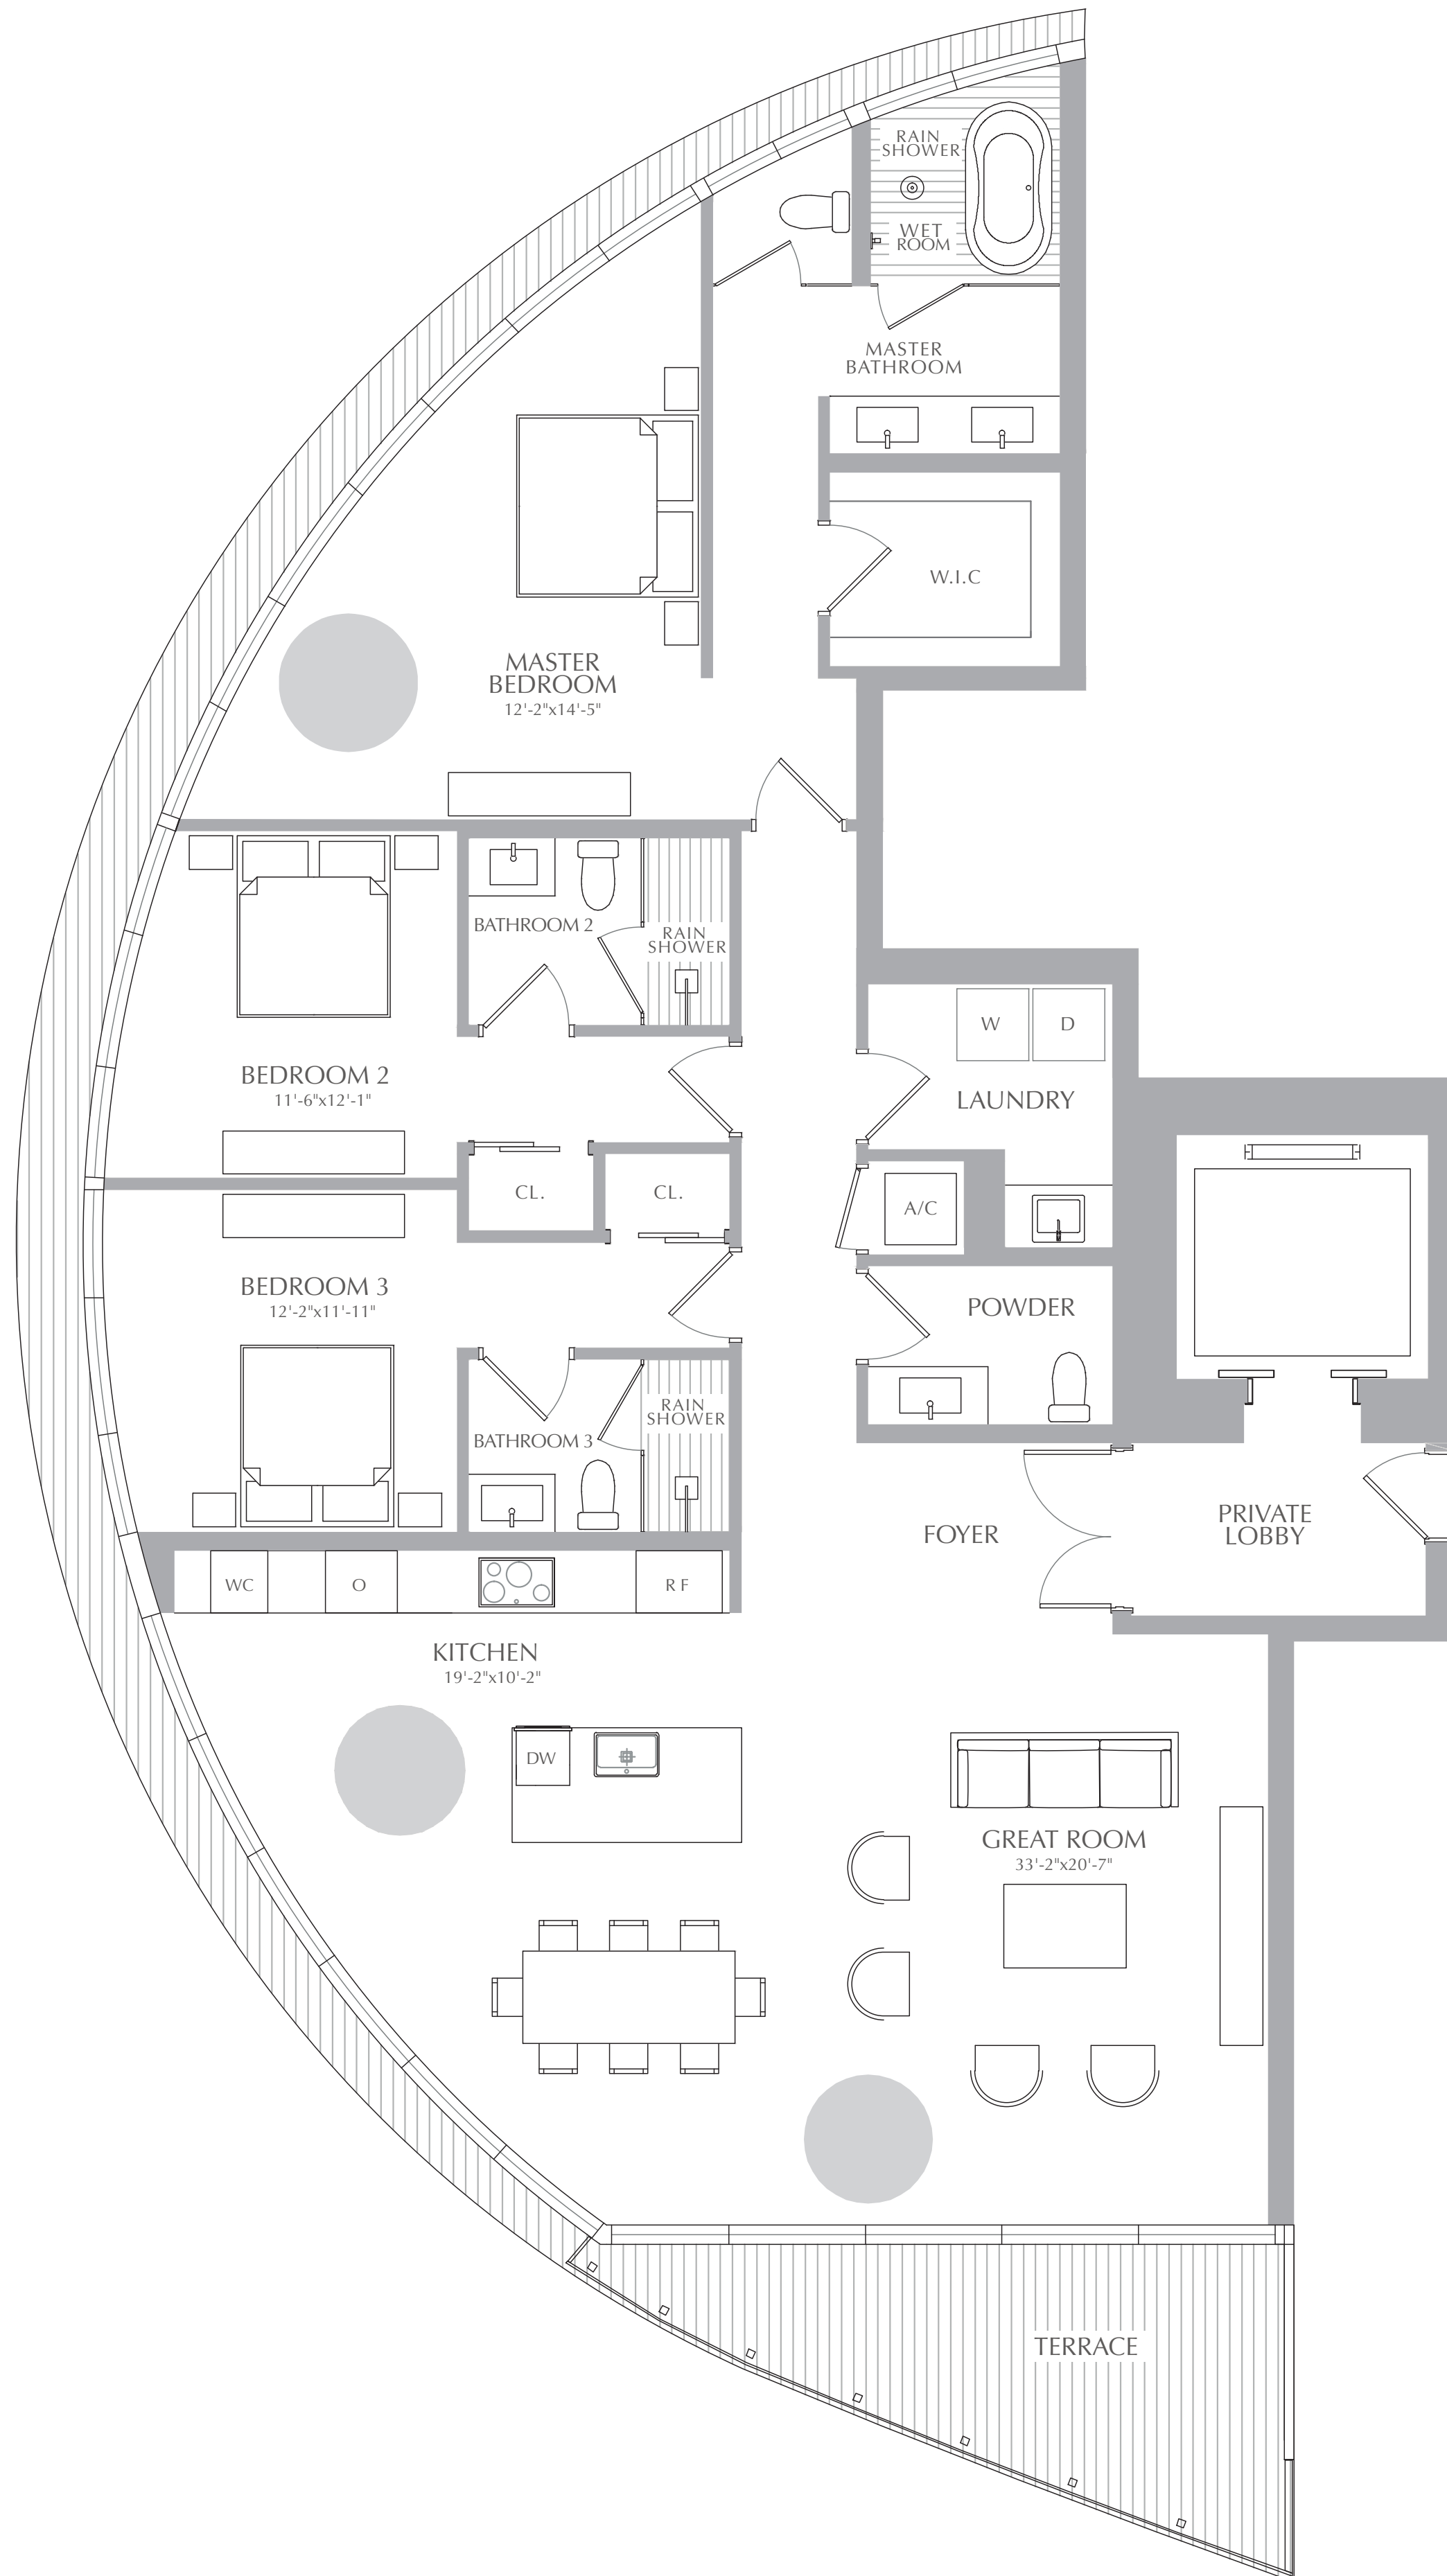 RAIN
SHOWER
WET
ROOM
MASTER
BATHROOM
W.I.C
MASTER
BEDROOM
12'-2"x14'-5"
BATHROOM 2
RAIN
SHOWER
W
D
BEDROOM 2
11'-6"x12'-1"
LAUNDRY
CL.
CL.
A/C
BEDROOM 3
12'-2"x11'-11"
POWDER
RAIN
SHOWER
BATHROOM 3
FOYER
PRIVATE
LOBBY
WC
O
R F
KITCHEN
19'-2"x10'-2"
DW
GREAT ROOM
33'-2"x20'-7"
TERRACE